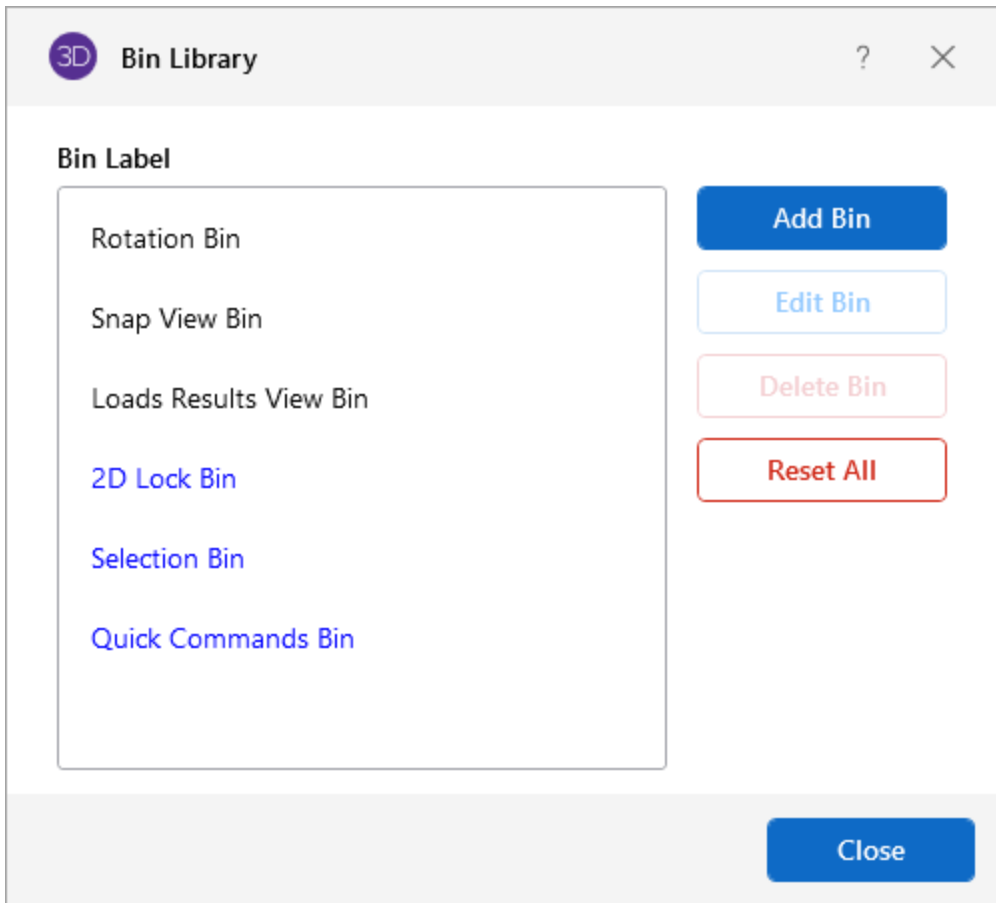 3D Bin Library ?
Bin Label
Rotation Bin
Snap View Bin
Loads Results View Bin
2D Lock Bin
Selection Bin
Quick Commands Bin
Add Bin
Edit Bin
Delete Bin
Reset All
Close